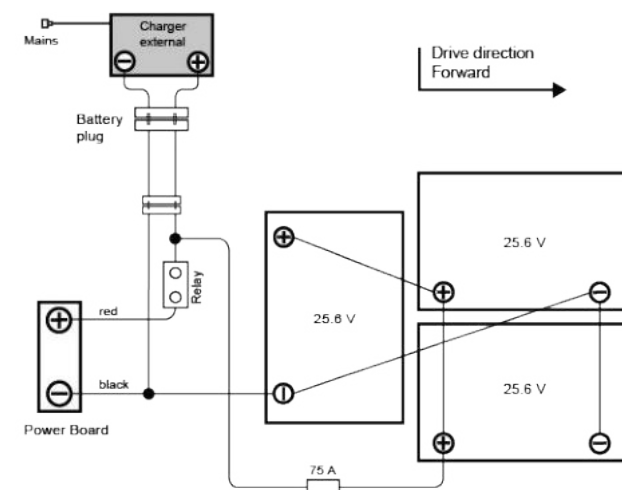 Charger
external
Mains
Drive direction
Forward
Battery
plug
25.6 V
Relay
red
25.6 V
25.6 V
black
Power Board
75 A